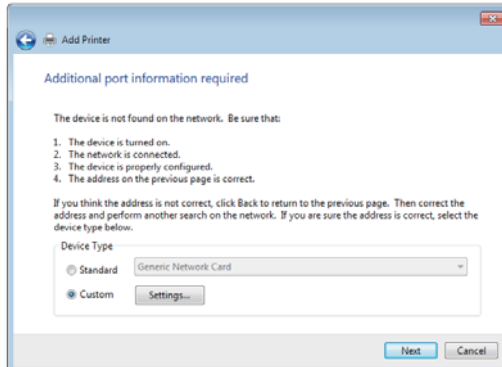 Add Printer
Additional port information required
The device is not found on the network. Be sure that:
1. The device is turned on.
2. The network is connected.
3. The device is properly configured.
4. The address on the previous page is correct.
If you think the address is not correct, click Back to return to the previous page. Then correct the
address and perform another search on the network. If you are sure the address is correct, select the
device type below.
Device Type
Standard Generic Network Card
Custom Settings...
Next Cancel